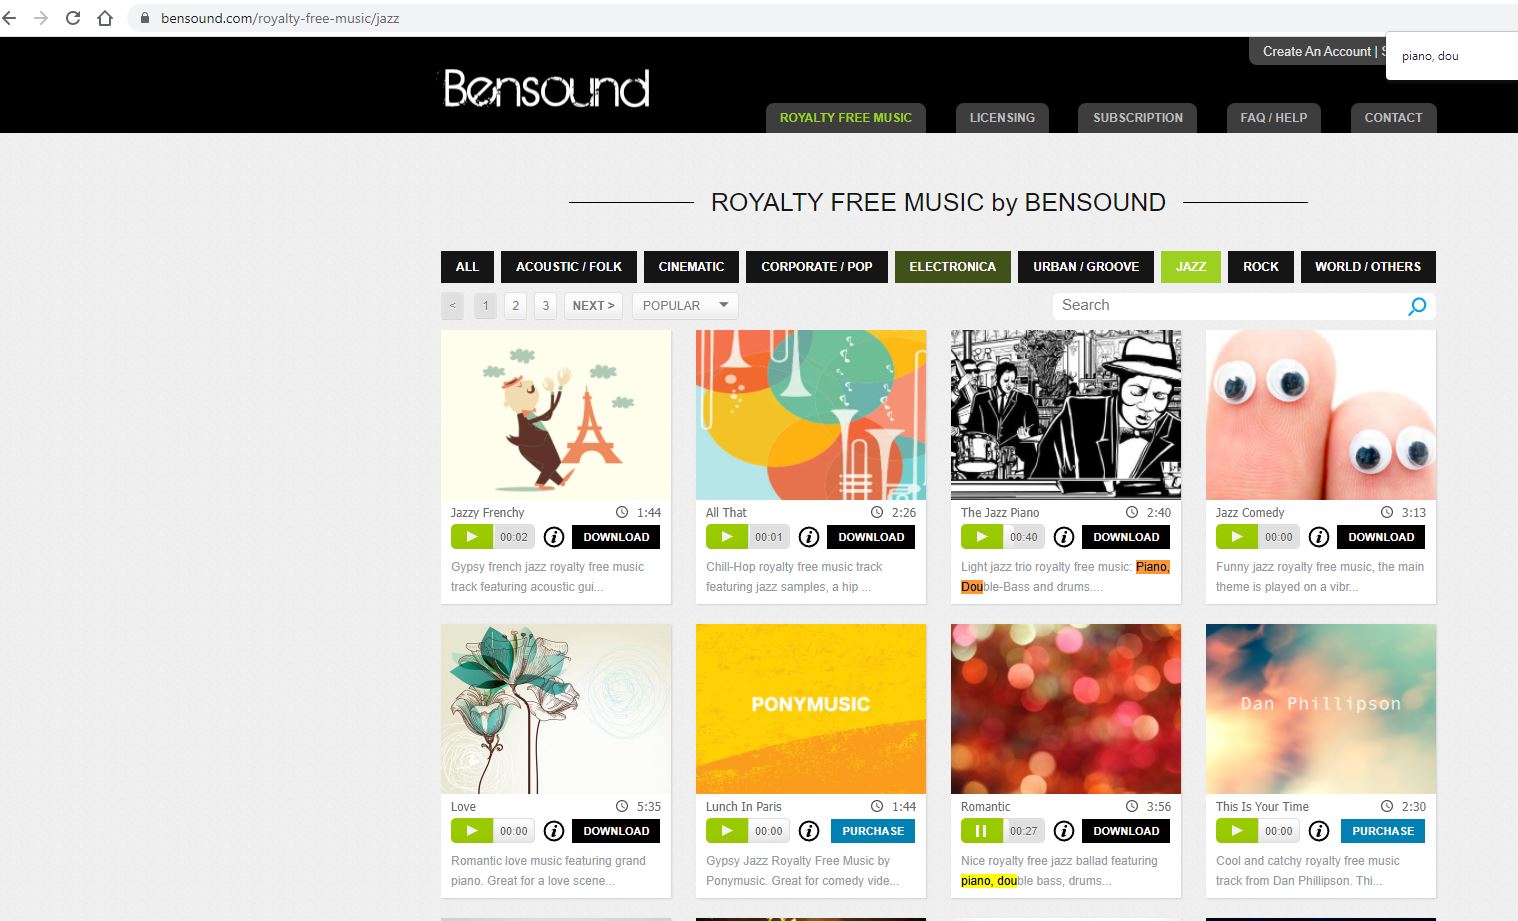 bensound.com/royalty-free-music/jazz
Create An Account | S
piano, dou
Bensound
ROYALTY FREE MUSIC
LICENSING
SUBSCRIPTION
FAQ / HELP
CONTACT
ROYALTY FREE MUSIC by BENSOUND
ALL
ACOUSTIC / FOLK
CINEMATIC
CORPORATE / POP
ELECTRONICA
URBAN / GROOVE
JAZZ
ROCK
WORLD / OTHERS
<
1
2
3
NEXT >
POPULAR
Search
Jazzy Frenchy
1:44
00:02
i
DOWNLOAD
Gypsy french jazz royalty free music
track featuring acoustic gui...
All That
2:26
00:01
i
DOWNLOAD
Chill-Hop royalty free music track
featuring jazz samples, a hip ...
The Jazz Piano
2:40
00:40
i
DOWNLOAD
Light jazz trio royalty free music: Piano,
Double-Bass and drums....
Jazz Comedy
3:13
00:00
i
DOWNLOAD
Funny jazz royalty free music, the main
theme is played on a vibr...
Love
5:35
00:00
i
DOWNLOAD
Romantic love music featuring grand
piano. Great for a love scene...
PONYMUSIC
Lunch In Paris
1:44
00:00
i
PURCHASE
Gypsy Jazz Royalty Free Music by
Ponymusic. Great for comedy vide...
Romantic
3:56
00:27
i
DOWNLOAD
Nice royalty free jazz ballad featuring
piano, double bass, drums...
Dan Phillipson
This Is Your Time
2:30
00:00
i
PURCHASE
Cool and catchy royalty free music
track from Dan Phillipson. Thi...